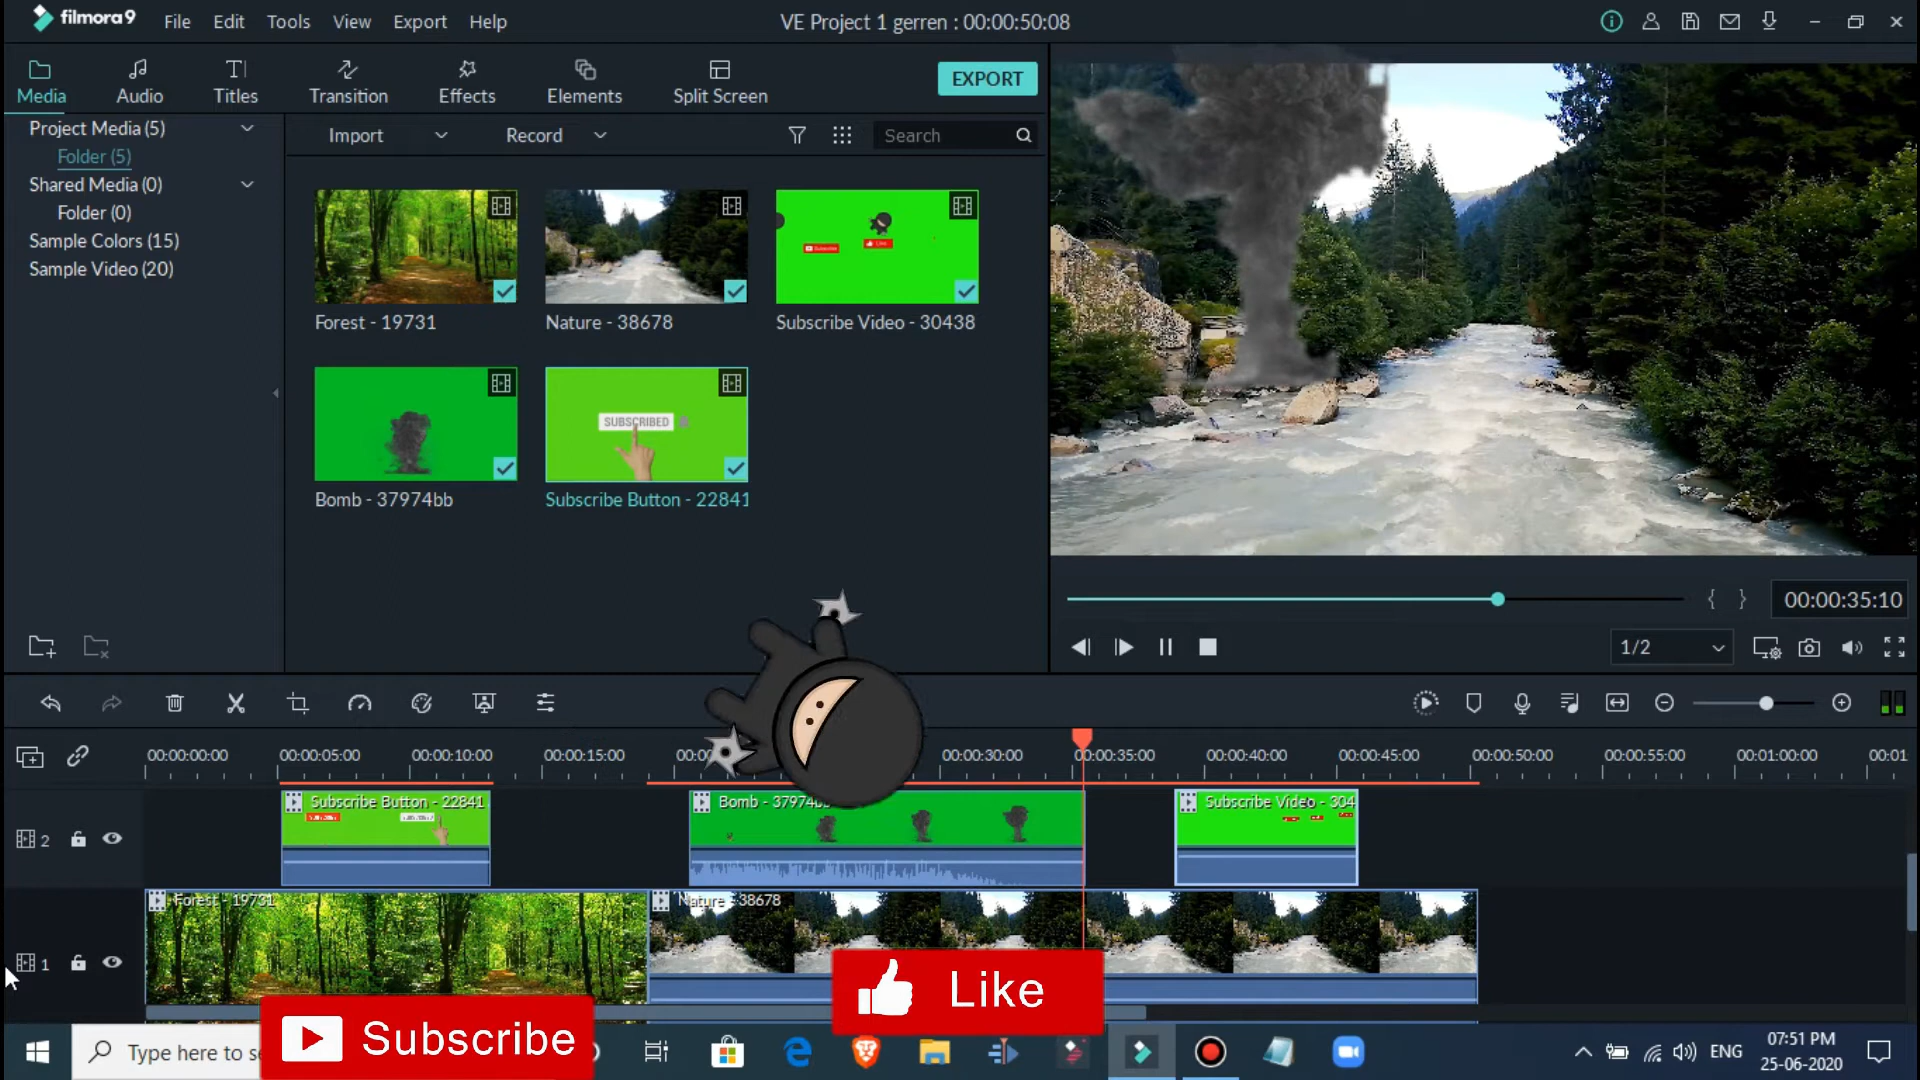 filmora9 File Edit Tools View Export Help VE Project 1 gerren : 00:00:50:08
Media Audio Titles Transition Effects Elements Split Screen EXPORT
Project Media (5)
Folder (5)
Shared Media (0)
Folder (0)
Sample Colors (15)
Sample Video (20)
Import Record Search
Forest - 19731 Nature - 38678 Subscribe Video - 30438
SUBSCRIBED
Bomb - 37974bb Subscribe Button - 22841
00:00:35:10
1/2
00:00:00:00 00:00:05:00 00:00:10:00 00:00:15:00 00:00:30:00 00:00:35:00 00:00:40:00 00:00:45:00 00:00:50:00 00:00:55:00 00:01:00:00
2 Subscribe Button - 22841 Bomb - 37974bb Subscribe Video - 304
Forest - 19731 Nature - 38678
1
Like
Subscribe
Type here to se
ENG
07:51 PM
25-06-2020